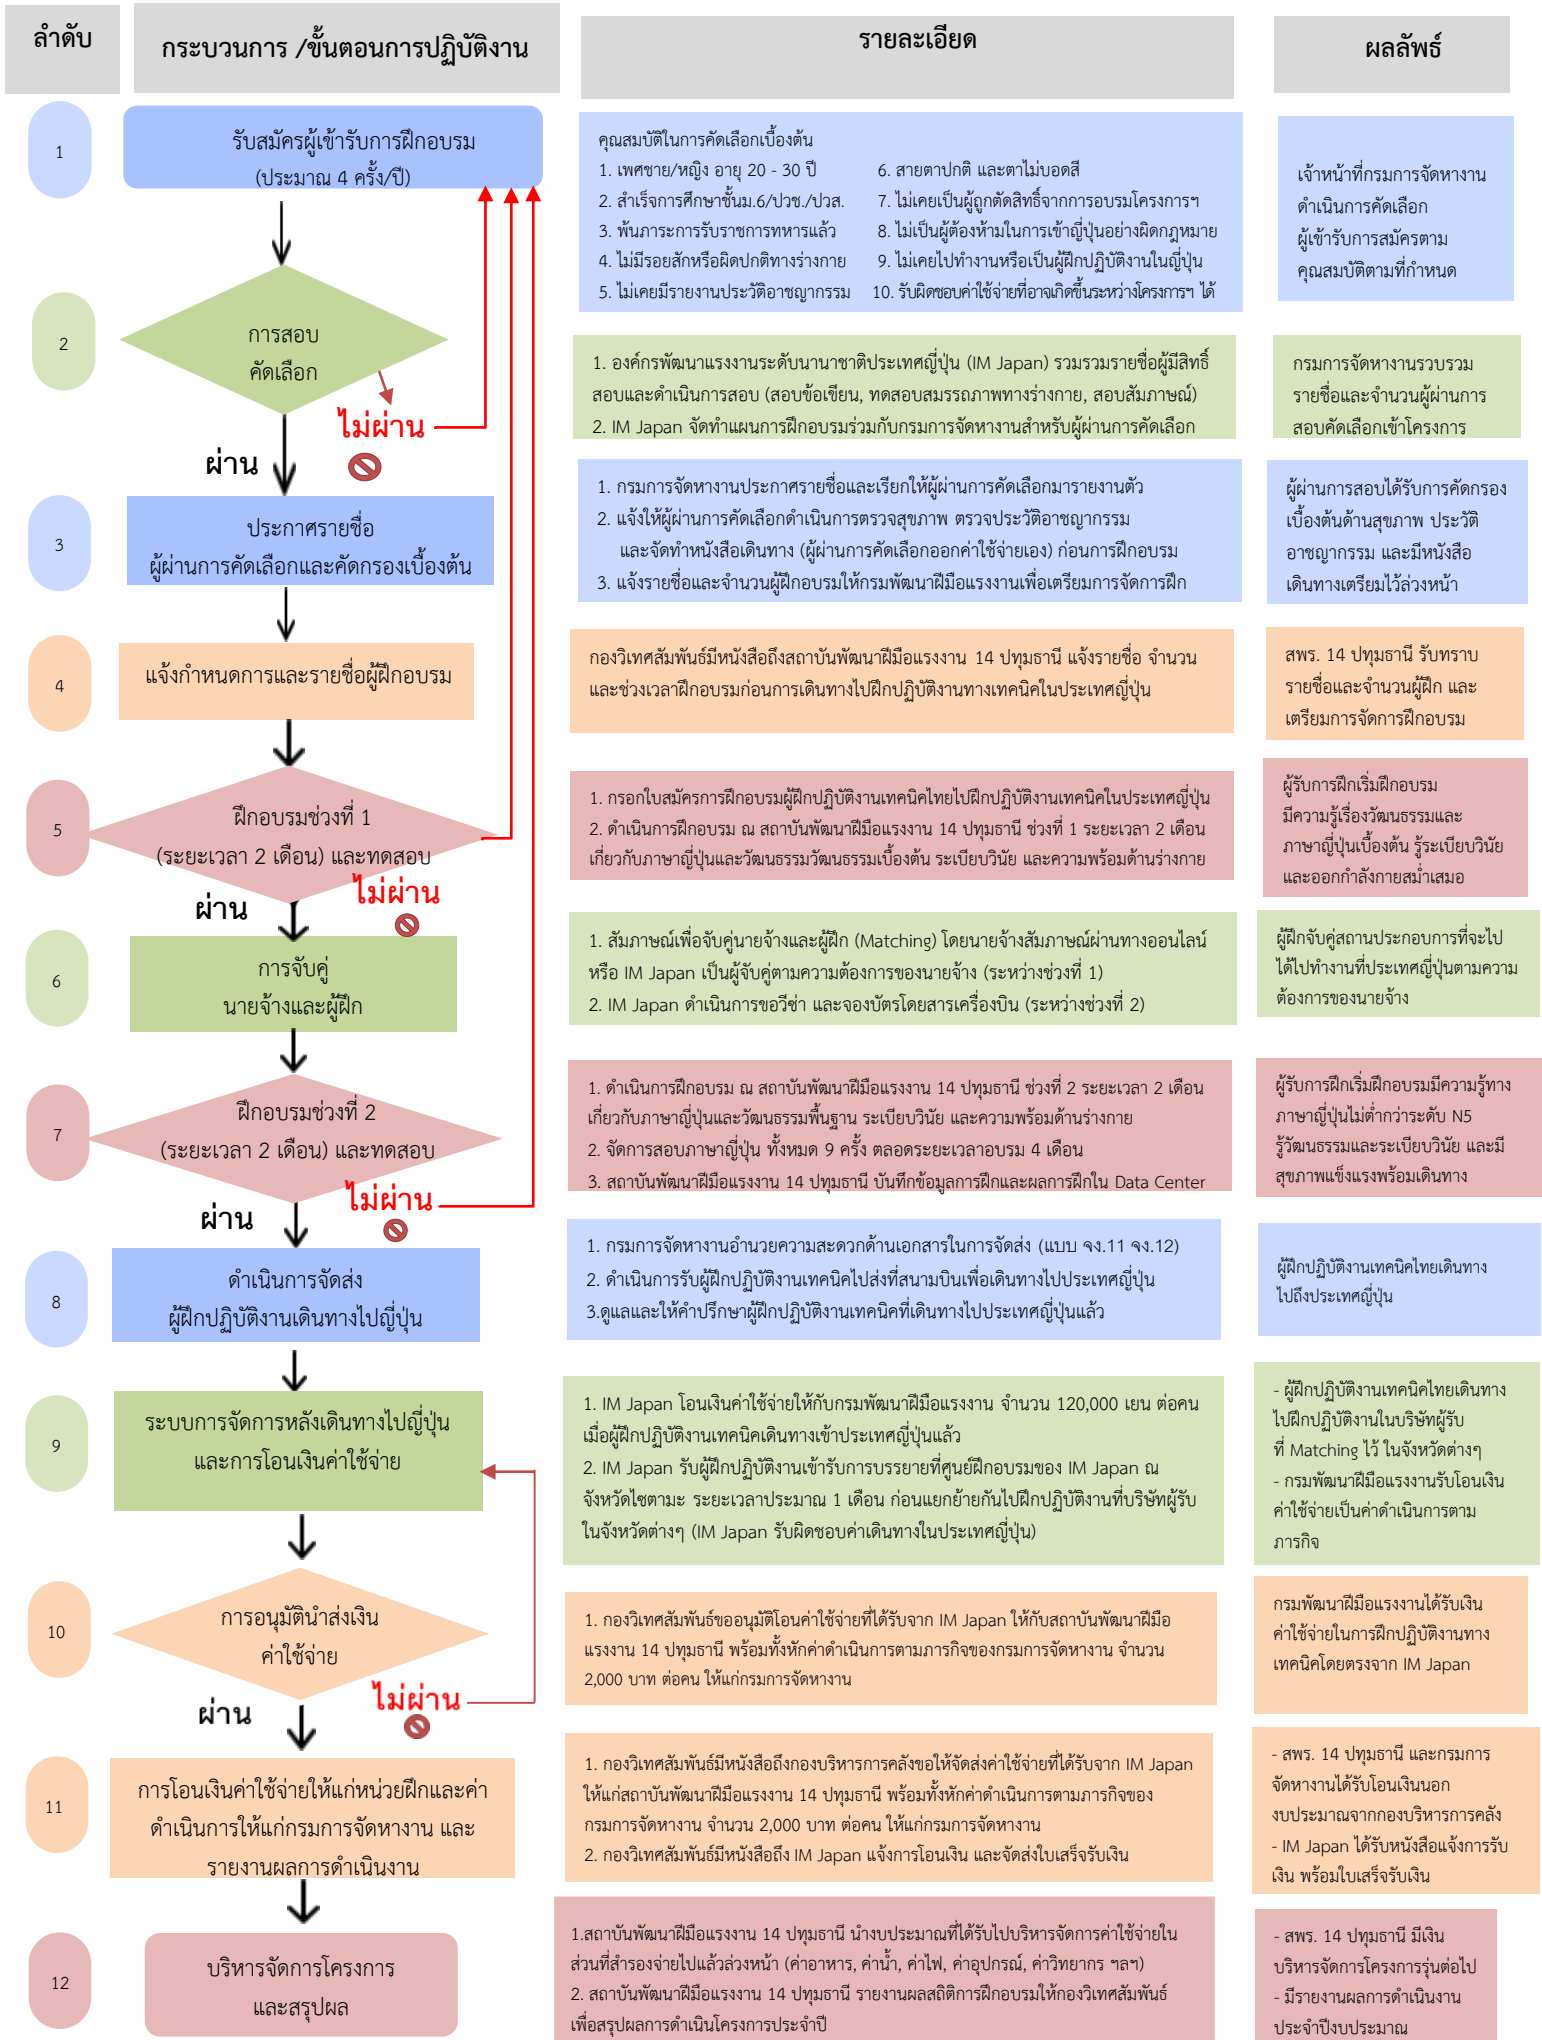 ลำดับ
กระบวนการ /ขั้นตอนการปฏิบัติงาน
รายละเอียด
ผลลัพธ์
1
รับสมัครผู้เข้ารับการฝึกอบรม
(ประมาณ 4 ครั้ง/ปี)
คุณสมบัติในการคัดเลือกเบื้องต้น
1. เพศชาย/หญิง อายุ 20 - 30 ปี
2. สำเร็จการศึกษาชั้นม.6/ปวช./ปวส.
3. พ้นภาระการรับราชการทหารแล้ว
4. ไม่มีรอยสักหรือผิดปกติทางร่างกาย
5. ไม่เคยมีรายงานประวัติอาชญากรรม
6. สายตาปกติ และตาไม่บอดสี
7. ไม่เคยเป็นผู้ถูกตัดสิทธิ์จากการอบรมโครงการฯ
8. ไม่เป็นผู้ต้องห้ามในการเข้าญี่ปุ่นอย่างผิดกฎหมาย
9. ไม่เคยไปทำงานหรือเป็นผู้ฝึกปฏิบัติงานในญี่ปุ่น
10. รับผิดชอบค่าใช้จ่ายที่อาจเกิดขึ้นระหว่างโครงการฯ ได้
เจ้าหน้าที่กรมการจัดหางาน
ดำเนินการคัดเลือก
ผู้เข้ารับการสมัครตาม
คุณสมบัติตามที่กำหนด
2
การสอบ
คัดเลือก
ไม่ผ่าน
ผ่าน
1. องค์กรพัฒนาแรงงานระดับนานาชาติประเทศญี่ปุ่น (IM Japan) รวมรวมรายชื่อผู้มีสิทธิ์
สอบและดำเนินการสอบ (สอบข้อเขียน, ทดสอบสมรรถภาพทางร่างกาย, สอบสัมภาษณ์)
2. IM Japan จัดทำแผนการฝึกอบรมร่วมกับกรมการจัดหางานสำหรับผู้ผ่านการคัดเลือก
กรมการจัดหางานรวบรวม
รายชื่อและจำนวนผู้ผ่านการ
สอบคัดเลือกเข้าโครงการ
3
ประกาศรายชื่อ
ผู้ผ่านการคัดเลือกและคัดกรองเบื้องต้น
1. กรมการจัดหางานประกาศรายชื่อและเรียกให้ผู้ผ่านการคัดเลือกมารายงานตัว
2. แจ้งให้ผู้ผ่านการคัดเลือกดำเนินการตรวจสุขภาพ ตรวจประวัติอาชญากรรม
และจัดทำหนังสือเดินทาง (ผู้ผ่านการคัดเลือกออกค่าใช้จ่ายเอง) ก่อนการฝึกอบรม
3. แจ้งรายชื่อและจำนวนผู้ฝึกอบรมให้กรมพัฒนาฝีมือแรงงานเพื่อเตรียมการจัดการฝึก
ผู้ผ่านการสอบได้รับการคัดกรอง
เบื้องต้นด้านสุขภาพ ประวัติ
อาชญากรรม และมีหนังสือ
เดินทางเตรียมไว้ล่วงหน้า
4
แจ้งกำหนดการและรายชื่อผู้ฝึกอบรม
กองวิเทศสัมพันธ์มีหนังสือถึงสถาบันพัฒนาฝีมือแรงงาน 14 ปทุมธานี แจ้งรายชื่อ จำนวน
และช่วงเวลาฝึกอบรมก่อนการเดินทางไปฝึกปฏิบัติงานทางเทคนิคในประเทศญี่ปุ่น
สพร. 14 ปทุมธานี รับทราบ
รายชื่อและจำนวนผู้ฝึก และ
เตรียมการจัดการฝึกอบรม
5
ฝึกอบรมช่วงที่ 1
(ระยะเวลา 2 เดือน) และทดสอบ
ไม่ผ่าน
ผ่าน
1. กรอกใบสมัครการฝึกอบรมผู้ฝึกปฏิบัติงานเทคนิคไทยไปฝึกปฏิบัติงานเทคนิคในประเทศญี่ปุ่น
2. ดำเนินการฝึกอบรม ณ สถาบันพัฒนาฝีมือแรงงาน 14 ปทุมธานี ช่วงที่ 1 ระยะเวลา 2 เดือน
เกี่ยวกับภาษาญี่ปุ่นและวัฒนธรรมวัฒนธรรมเบื้องต้น ระเบียบวินัย และความพร้อมด้านร่างกาย
ผู้รับการฝึกเริ่มฝึกอบรม
มีความรู้เรื่องวัฒนธรรมและ
ภาษาญี่ปุ่นเบื้องต้น รู้ระเบียบวินัย
และออกกำลังกายสม่ำเสมอ
6
การจับคู่
นายจ้างและผู้ฝึก
1. สัมภาษณ์เพื่อจับคู่นายจ้างและผู้ฝึก (Matching) โดยนายจ้างสัมภาษณ์ผ่านทางออนไลน์
หรือ IM Japan เป็นผู้จับคู่ตามความต้องการของนายจ้าง (ระหว่างช่วงที่ 1)
2. IM Japan ดำเนินการขอวีซ่า และจองบัตรโดยสารเครื่องบิน (ระหว่างช่วงที่ 2)
ผู้ฝึกจับคู่สถานประกอบการที่จะไป
ได้ไปทำงานที่ประเทศญี่ปุ่นตามความ
ต้องการของนายจ้าง
7
ฝึกอบรมช่วงที่ 2
(ระยะเวลา 2 เดือน) และทดสอบ
ไม่ผ่าน
ผ่าน
1. ดำเนินการฝึกอบรม ณ สถาบันพัฒนาฝีมือแรงงาน 14 ปทุมธานี ช่วงที่ 2 ระยะเวลา 2 เดือน
เกี่ยวกับภาษาญี่ปุ่นและวัฒนธรรมพื้นฐาน ระเบียบวินัย และความพร้อมด้านร่างกาย
2. จัดการสอบภาษาญี่ปุ่น ทั้งหมด 9 ครั้ง ตลอดระยะเวลาอบรม 4 เดือน
3. สถาบันพัฒนาฝีมือแรงงาน 14 ปทุมธานี บันทึกข้อมูลการฝึกและผลการฝึกใน Data Center
ผู้รับการฝึกเริ่มฝึกอบรมมีความรู้ทาง
ภาษาญี่ปุ่นไม่ต่ำกว่าระดับ N5
รู้วัฒนธรรมและระเบียบวินัย และมี
สุขภาพแข็งแรงพร้อมเดินทาง
8
ดำเนินการจัดส่ง
ผู้ฝึกปฏิบัติงานเดินทางไปญี่ปุ่น
1. กรมการจัดหางานอำนวยความสะดวกด้านเอกสารในการจัดส่ง (แบบ จง.11 จง.12)
2. ดำเนินการรับผู้ฝึกปฏิบัติงานเทคนิคไปส่งที่สนามบินเพื่อเดินทางไปประเทศญี่ปุ่น
3.ดูแลและให้คำปรึกษาผู้ฝึกปฏิบัติงานเทคนิคที่เดินทางไปประเทศญี่ปุ่นแล้ว
ผู้ฝึกปฏิบัติงานเทคนิคไทยเดินทาง
ไปถึงประเทศญี่ปุ่น
9
ระบบการจัดการหลังเดินทางไปญี่ปุ่น
และการโอนเงินค่าใช้จ่าย
1. IM Japan โอนเงินค่าใช้จ่ายให้กับกรมพัฒนาฝีมือแรงงาน จำนวน 120,000 เยน ต่อคน
เมื่อผู้ฝึกปฏิบัติงานเทคนิคเดินทางเข้าประเทศญี่ปุ่นแล้ว
2. IM Japan รับผู้ฝึกปฏิบัติงานเข้ารับการบรรยายที่ศูนย์ฝึกอบรมของ IM Japan ณ
จังหวัดไซตามะ ระยะเวลาประมาณ 1 เดือน ก่อนแยกย้ายกันไปฝึกปฏิบัติงานที่บริษัทผู้รับ
ในจังหวัดต่างๆ (IM Japan รับผิดชอบค่าเดินทางในประเทศญี่ปุ่น)
- ผู้ฝึกปฏิบัติงานเทคนิคไทยเดินทาง
ไปฝึกปฏิบัติงานในบริษัทผู้รับ
ที่ Matching ไว้ ในจังหวัดต่างๆ
- กรมพัฒนาฝีมือแรงงานรับโอนเงิน
ค่าใช้จ่ายเป็นค่าดำเนินการตาม
ภารกิจ
10
การอนุมัตินำส่งเงิน
ค่าใช้จ่าย
ไม่ผ่าน
ผ่าน
1. กองวิเทศสัมพันธ์ขออนุมัติโอนค่าใช้จ่ายที่ได้รับจาก IM Japan ให้กับสถาบันพัฒนาฝีมือ
แรงงาน 14 ปทุมธานี พร้อมทั้งหักค่าดำเนินการตามภารกิจของกรมการจัดหางาน จำนวน
2,000 บาท ต่อคน ให้แก่กรมการจัดหางาน
กรมพัฒนาฝีมือแรงงานได้รับเงิน
ค่าใช้จ่ายในการฝึกปฏิบัติงานทาง
เทคนิคโดยตรงจาก IM Japan
11
การโอนเงินค่าใช้จ่ายให้แก่หน่วยฝึกและค่า
ดำเนินการให้แก่กรมการจัดหางาน และ
รายงานผลการดำเนินงาน
1. กองวิเทศสัมพันธ์มีหนังสือถึงกองบริหารการคลังขอให้จัดส่งค่าใช้จ่ายที่ได้รับจาก IM Japan
ให้แก่สถาบันพัฒนาฝีมือแรงงาน 14 ปทุมธานี พร้อมทั้งหักค่าดำเนินการตามภารกิจของ
กรมการจัดหางาน จำนวน 2,000 บาท ต่อคน ให้แก่กรมการจัดหางาน
2. กองวิเทศสัมพันธ์มีหนังสือถึง IM Japan แจ้งการโอนเงิน และจัดส่งใบเสร็จรับเงิน
- สพร. 14 ปทุมธานี และกรมการ
จัดหางานได้รับโอนเงินนอก
งบประมาณจากกองบริหารการคลัง
- IM Japan ได้รับหนังสือแจ้งการรับ
เงิน พร้อมใบเสร็จรับเงิน
12
บริหารจัดการโครงการ
และสรุปผล
1.สถาบันพัฒนาฝีมือแรงงาน 14 ปทุมธานี นำงบประมาณที่ได้รับไปบริหารจัดการค่าใช้จ่ายใน
ส่วนที่สำรองจ่ายไปแล้วล่วงหน้า (ค่าอาหาร, ค่าน้ำ, ค่าไฟ, ค่าอุปกรณ์, ค่าวิทยากร ฯลฯ)
2. สถาบันพัฒนาฝีมือแรงงาน 14 ปทุมธานี รายงานผลสถิติการฝึกอบรมให้กองวิเทศสัมพันธ์
เพื่อสรุปผลการดำเนินโครงการประจำปี
- สพร. 14 ปทุมธานี มีเงิน
บริหารจัดการโครงการรุ่นต่อไป
- มีรายงานผลการดำเนินงาน
ประจำปีงบประมาณ